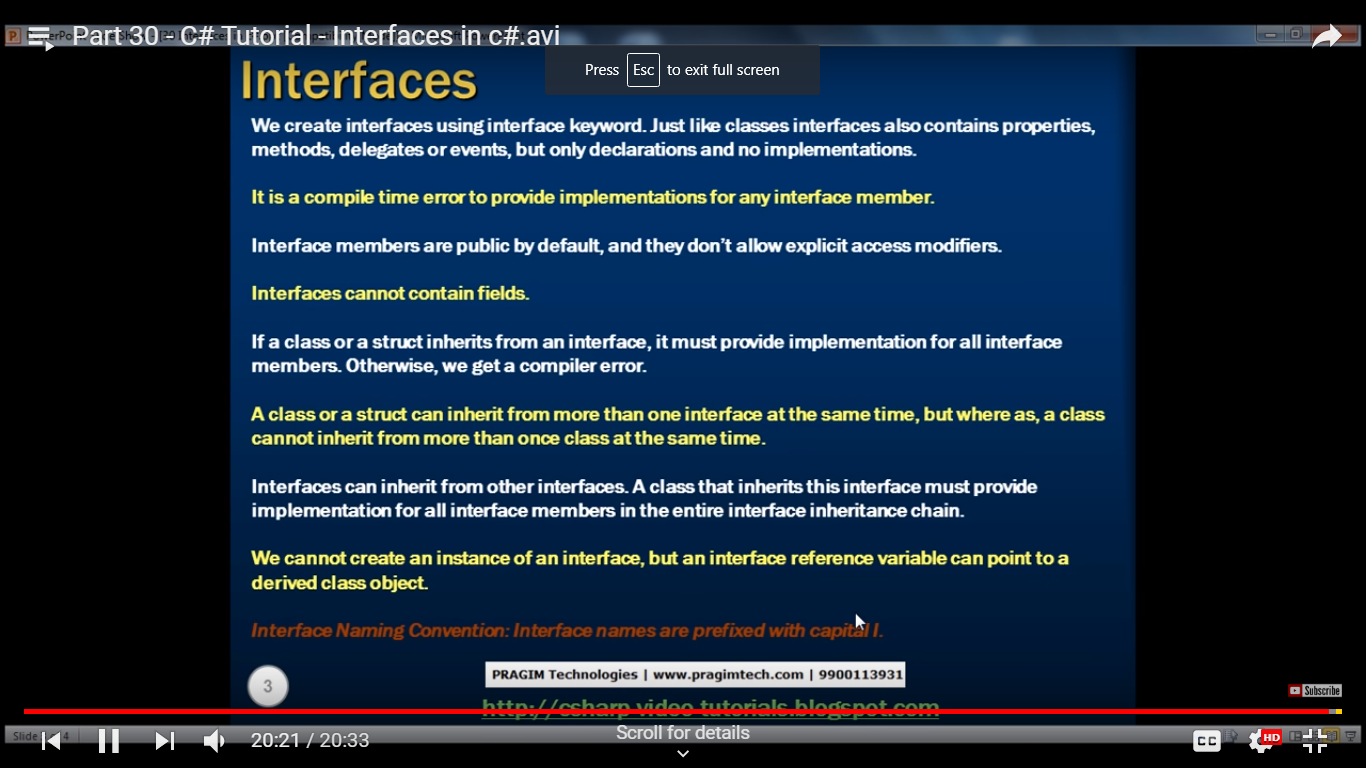 Part 30 - C# Tutorial - Interfaces in c#.avi
Press Esc to exit full screen
Interfaces
We create interfaces using interface keyword. Just like classes interfaces also contains properties,
methods, delegates or events, but only declarations and no implementations.
It is a compile time error to provide implementations for any interface member.
Interface members are public by default, and they don't allow explicit access modifiers.
Interfaces cannot contain fields.
If a class or a struct inherits from an interface, it must provide implementation for all interface
members. Otherwise, we get a compiler error.
A class or a struct can inherit from more than one interface at the same time, but where as, a class
cannot inherit from more than once class at the same time.
Interfaces can inherit from other interfaces. A class that inherits this interface must provide
implementation for all interface members in the entire interface inheritance chain.
We cannot create an instance of an interface, but an interface reference variable can point to a
derived class object.
Interface Naming Convention: Interface names are prefixed with capital I.
3
PRAGIM Technologies | www.pragimtech.com | 9900113931
Subscribe
http://csharp-video-tutorials.blogspot.com
Slide 4
20:21 / 20:33
Scroll for details
CC
HD